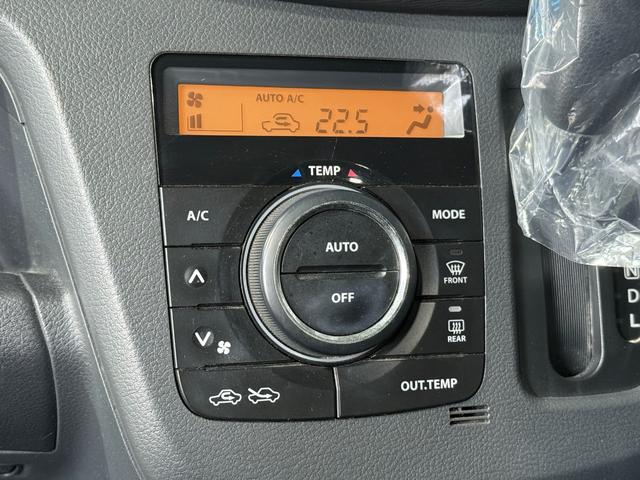 AUTO A/C
22.5
TEMP
A/C
MODE
AUTO
OFF
FRONT
REAR
OUT.TEMP
N
D
L